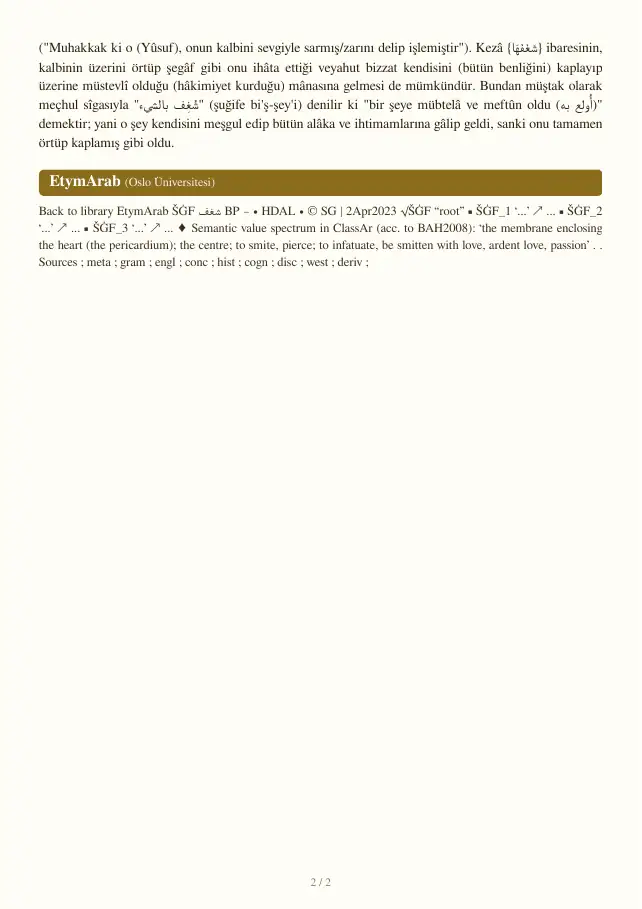 ("Muhakkak ki o (Yûsuf), onun kalbini sevgiyle sarmış/zarını delip işlemiştir"). Kezâ {شَغَفَهَا} ibaresinin,
kalbinin üzerini örtüp şegâf gibi onu ihâta ettiği veyahut bizzat kendisini (bütün benliğini) kaplayıp
üzerine müstevlî olduğu (hâkimiyet kurduğu) mânasına gelmesi de mümkündür. Bundan müştak olarak
meçhul sîgasıyla "شُغِف بالشيء" (şuğife bi'ş-şey'i) denilir ki "bir şeye mübtelâ ve meftûn oldu (أُولع به)"
demektir; yani o şey kendisini meşgul edip bütün alâka ve ihtimamlarına gâlip geldi, sanki onu tamamen
örtüp kaplamış gibi oldu.
EtymArab (Oslo Üniversitesi)
Back to library EtymArab ŠĠF شغف BP – • HDAL • © SG | 2Apr2023 √ŠĠF “root” ▪ ŠĠF_1 ‘...’ ↗ ... ▪ ŠĠF_2
‘...’ ↗ ... ▪ ŠĠF_3 ‘...’ ↗ ... ♦ Semantic value spectrum in ClassAr (acc. to BAH2008): ‘the membrane enclosing
the heart (the pericardium); the centre; to smite, pierce; to infatuate, be smitten with love, ardent love, passion’ . .
Sources ; meta ; gram ; engl ; conc ; hist ; cogn ; disc ; west ; deriv ;
2 / 2